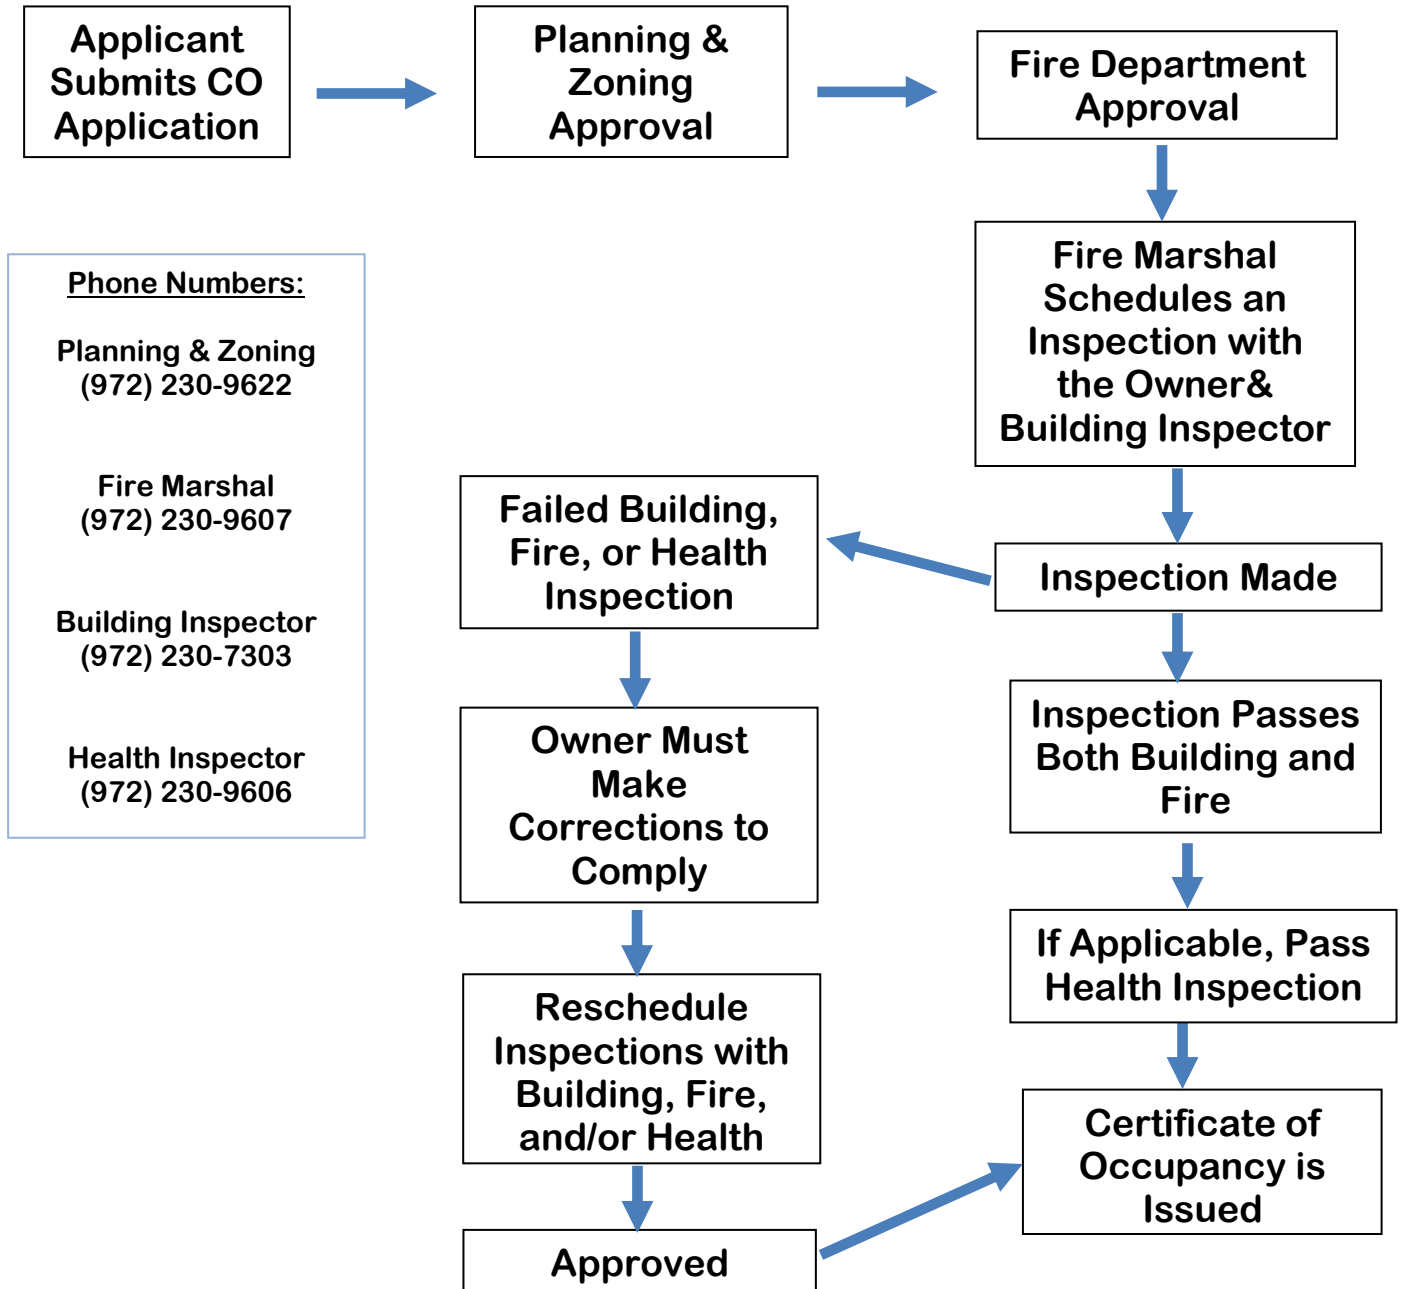 Applicant
Submits CO
Application
Planning &
Zoning
Approval
Fire Department
Approval
Fire Marshal
Schedules an
Inspection with
the Owner&
Building Inspector
Phone Numbers:
Planning & Zoning
(972) 230-9622
Fire Marshal
(972) 230-9607
Building Inspector
(972) 230-7303
Health Inspector
(972) 230-9606
Failed Building,
Fire, or Health
Inspection
Inspection Made
Owner Must
Make
Corrections to
Comply
Inspection Passes
Both Building and
Fire
If Applicable, Pass
Health Inspection
Reschedule
Inspections with
Building, Fire,
and/or Health
Certificate of
Occupancy is
Issued
Approved